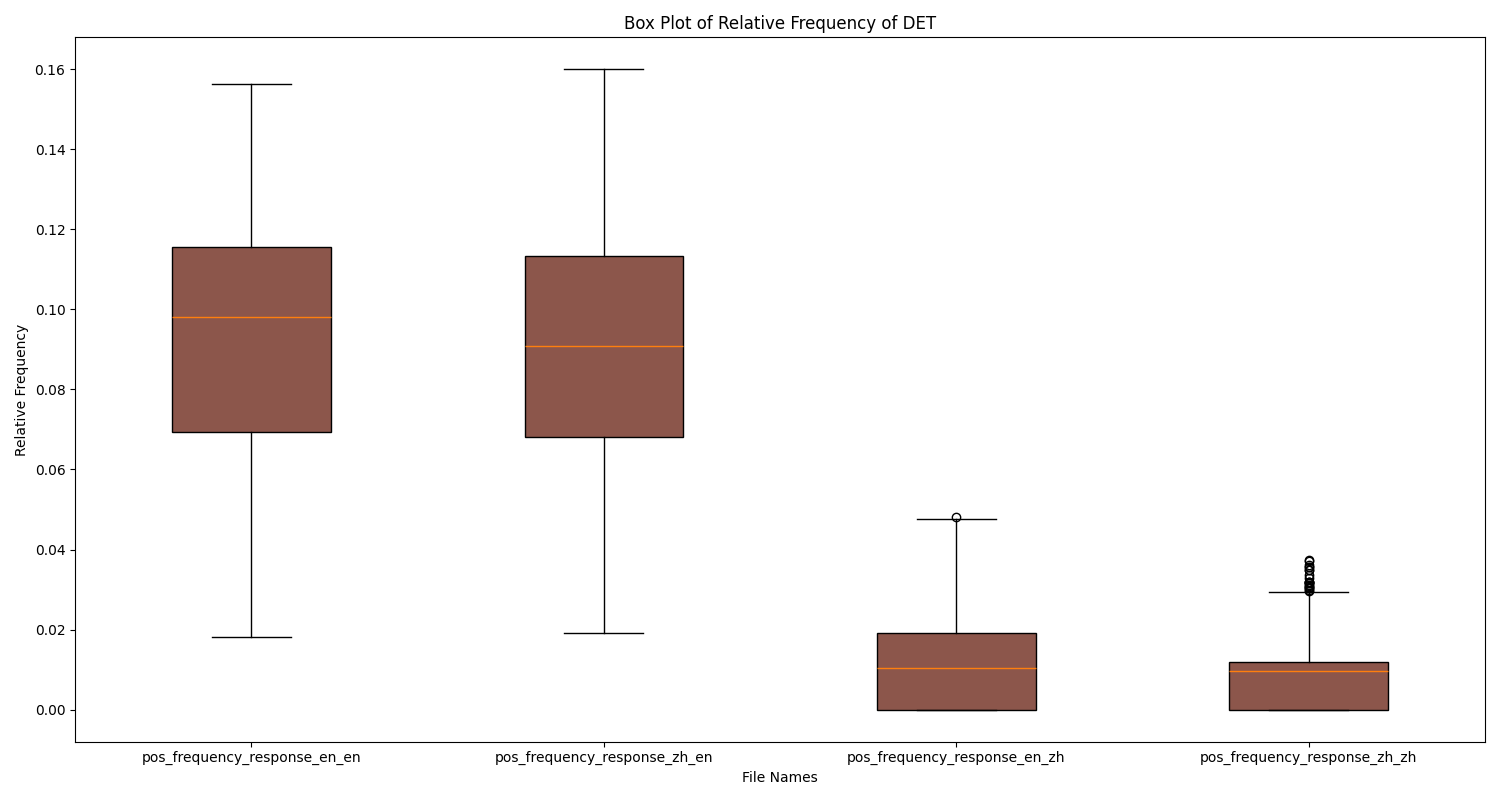 Box Plot of Relative Frequency of DET
0.16
0.14
0.12
0.10
0.08
0.06
0.04
0.02
0.00
Relative Frequency
pos_frequency_response_en_en
pos_frequency_response_zh_en
pos_frequency_response_en_zh
pos_frequency_response_zh_zh
File Names